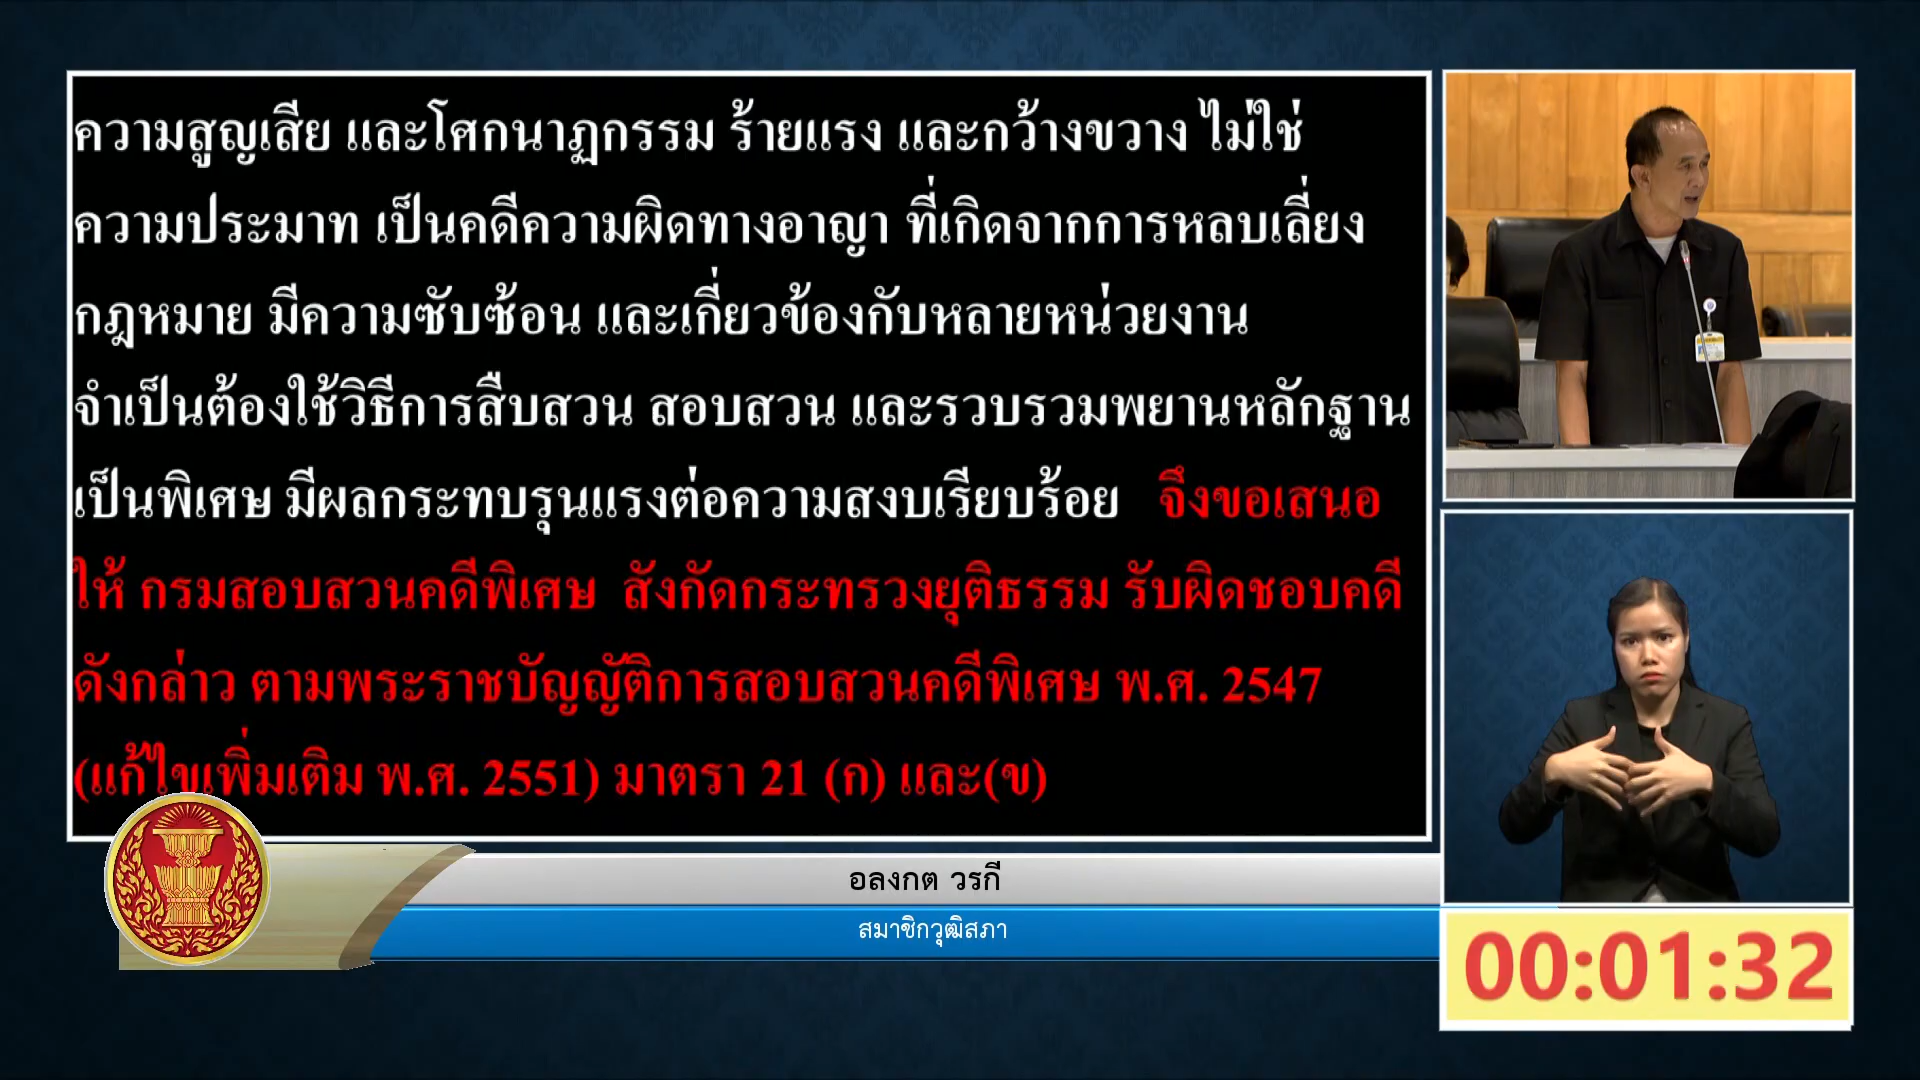 ความสูญเสีย และโศกนาฏกรรม ร้ายแรง และกว้างขวาง ไม่ใช่
ความประมาท เป็นคดีความผิดทางอาญา ที่เกิดจากการหลบเลี่ยง
กฎหมาย มีความซับซ้อน และเกี่ยวข้องกับหลายหน่วยงาน
จำเป็นต้องใช้วิธีการสืบสวน สอบสวน และรวบรวมพยานหลักฐาน
เป็นพิเศษ มีผลกระทบรุนแรงต่อความสงบเรียบร้อย จึงขอเสนอ
ให้ กรมสอบสวนคดีพิเศษ สังกัดกระทรวงยุติธรรม รับผิดชอบคดี
ดังกล่าว ตามพระราชบัญญัติการสอบสวนคดีพิเศษ พ.ศ. 2547
(แก้ไขเพิ่มเติม พ.ศ. 2551) มาตรา 21 (ก) และ(ข)
อลงกต วรกี
สมาชิกวุฒิสภา
00:01:32